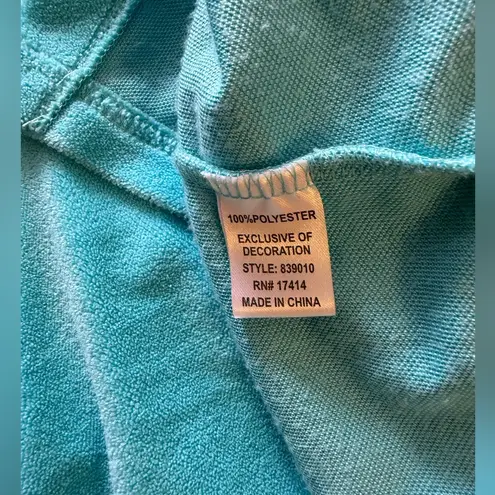 100%POLYESTER
EXCLUSIVE OF
DECORATION
STYLE: 839010
RN# 17414
MADE IN CHINA